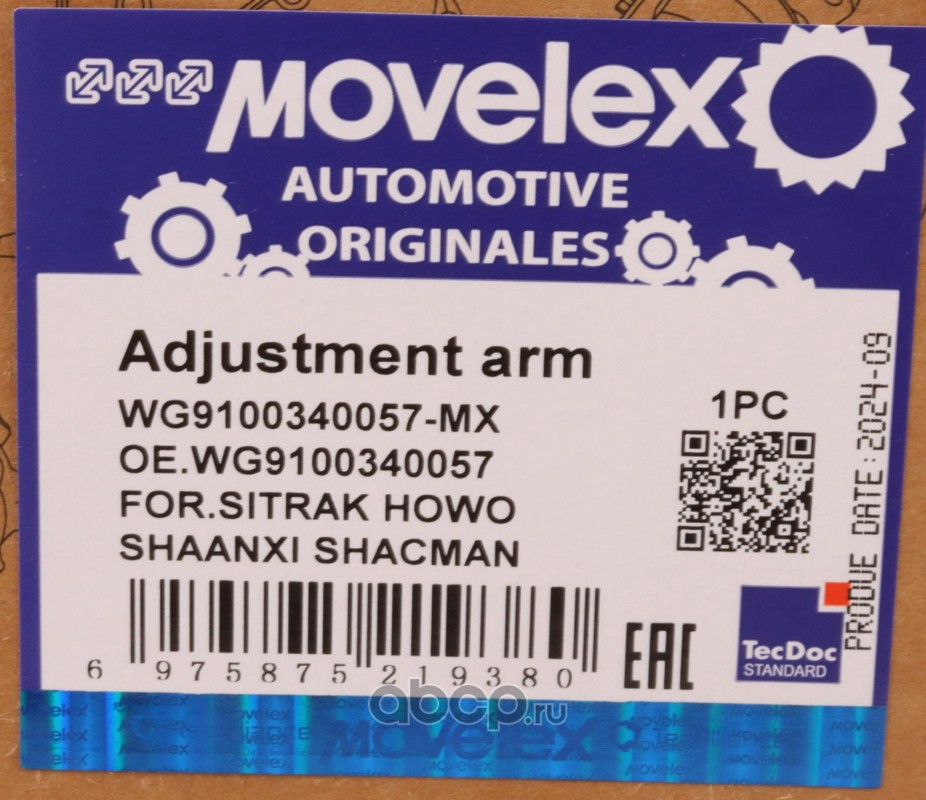 movelex
AUTOMOTIVE
ORIGINALES
Adjustment arm
WG9100340057-MX
OE.WG9100340057
FOR.SITRAK HOWO
SHAANXI SHACMAN
1PC
PRODUE DATE:2024-09
6 975875 219380
EAC
TecDoc
STANDARD
abcp.ru
movelex